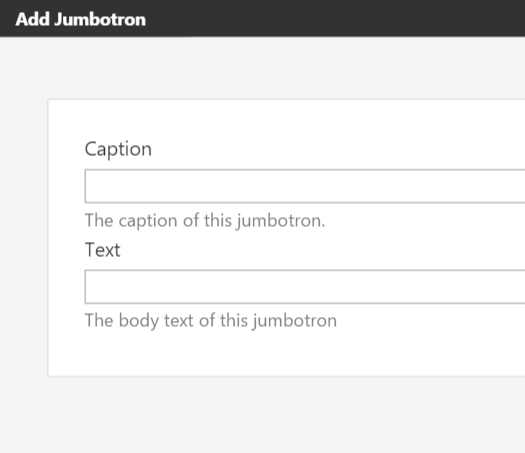 Add Jumbotron
Caption
The caption of this jumbotron.
Text
The body text of this jumbotron